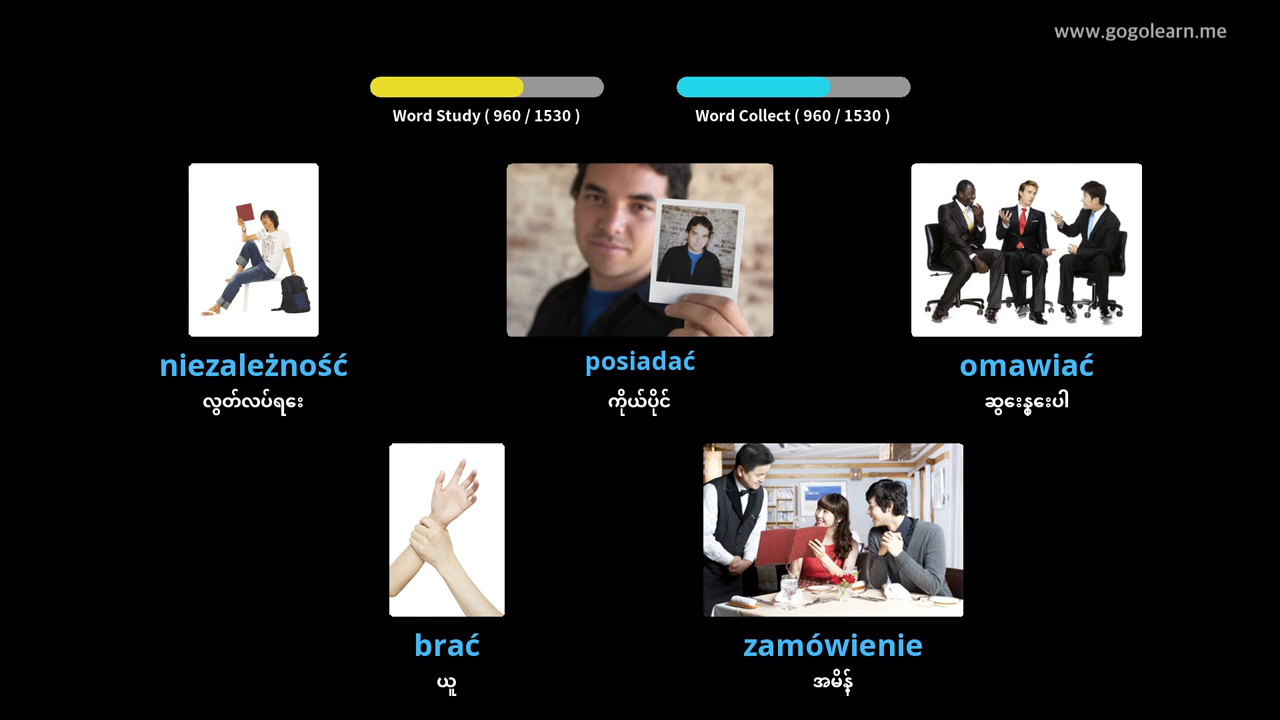 www.gogolearn.me
Word Study ( 960 / 1530 )
Word Collect ( 960 / 1530 )
niezależność
လွတ်လပ်ရေး
posiadać
ကိုယ်ပိုင်
omawiać
ဆွေးနွေးပါ
brać
ယူ
zamówienie
အမိန့်